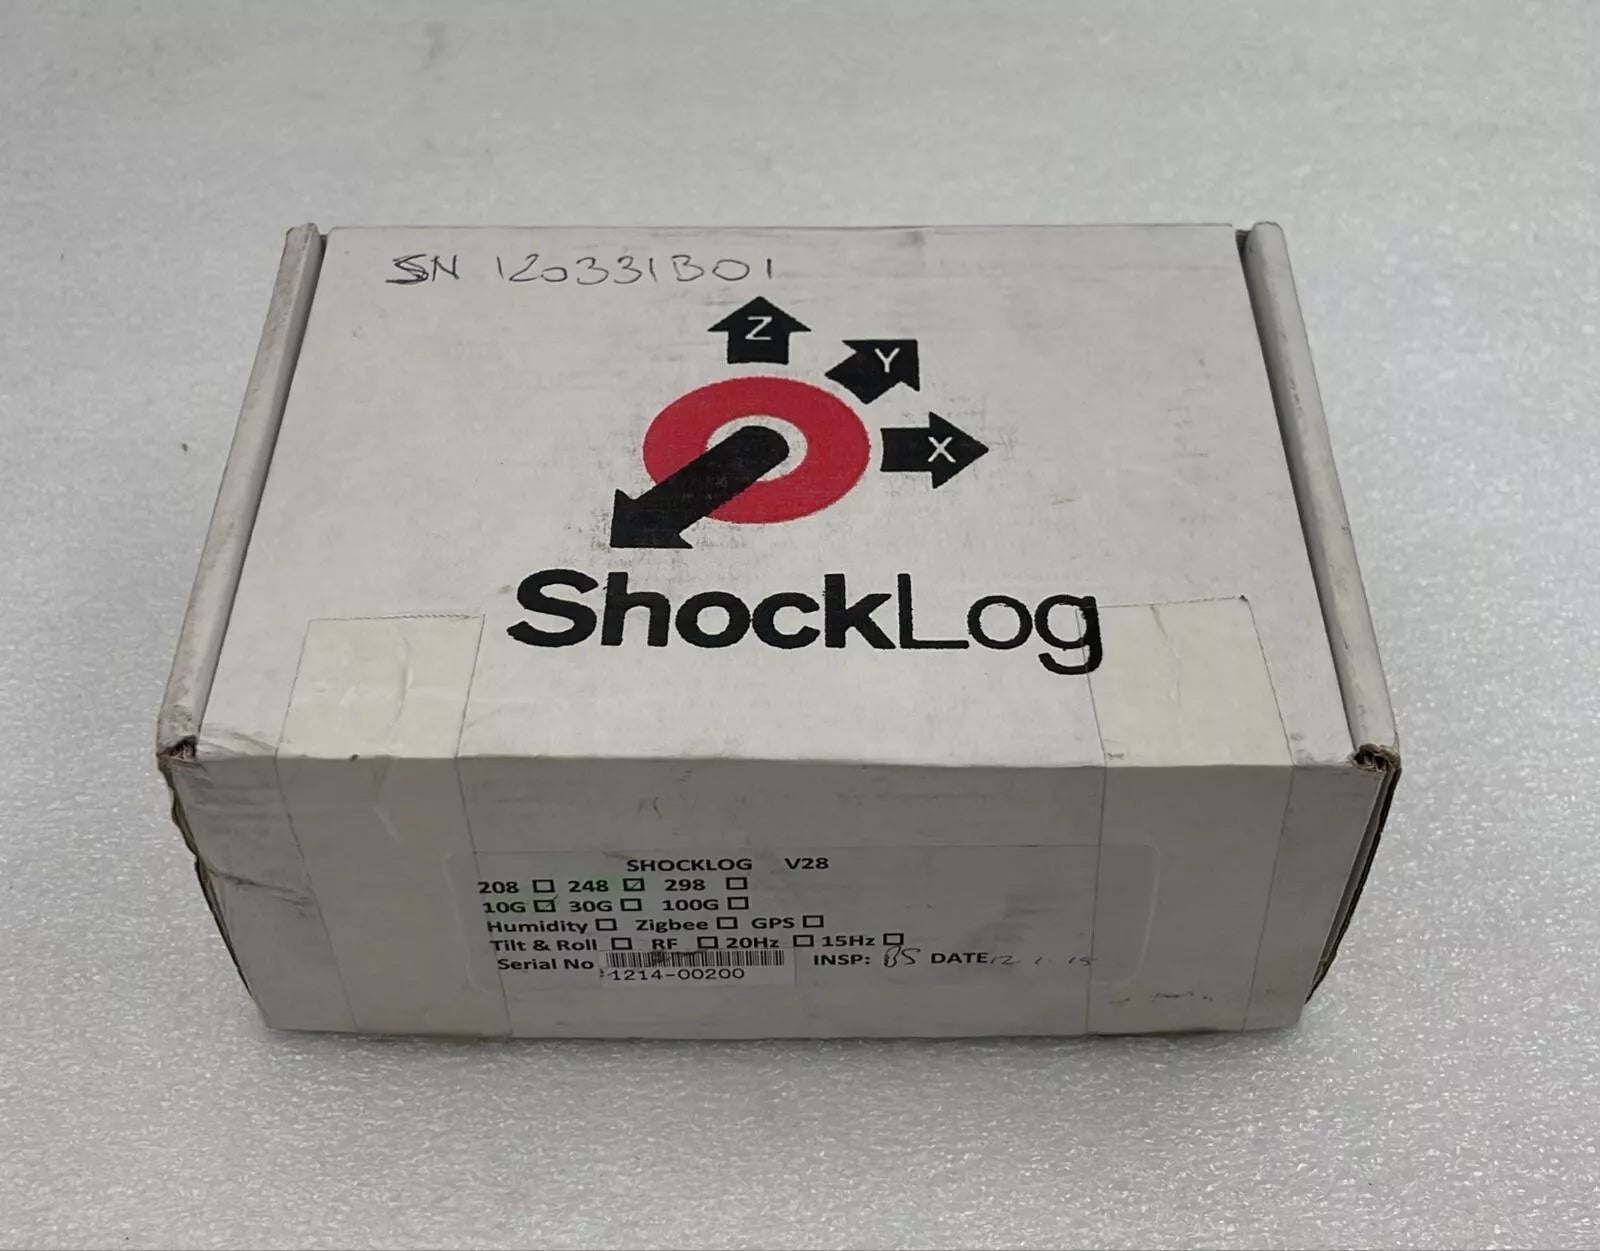 SN 120331B01
Z
Y
X
ShockLog
SHOCKLOG V28
208 ☐ 248 ☑ 298 ☐
10G ☑ 30G ☐ 100G ☐
Humidity ☐ Zigbee ☐ GPS ☐
Tilt & Roll ☐ RF ☐ 20Hz ☐ 15Hz ☐
Serial No 1214-00200 INSP: BS DATE 12.1.15